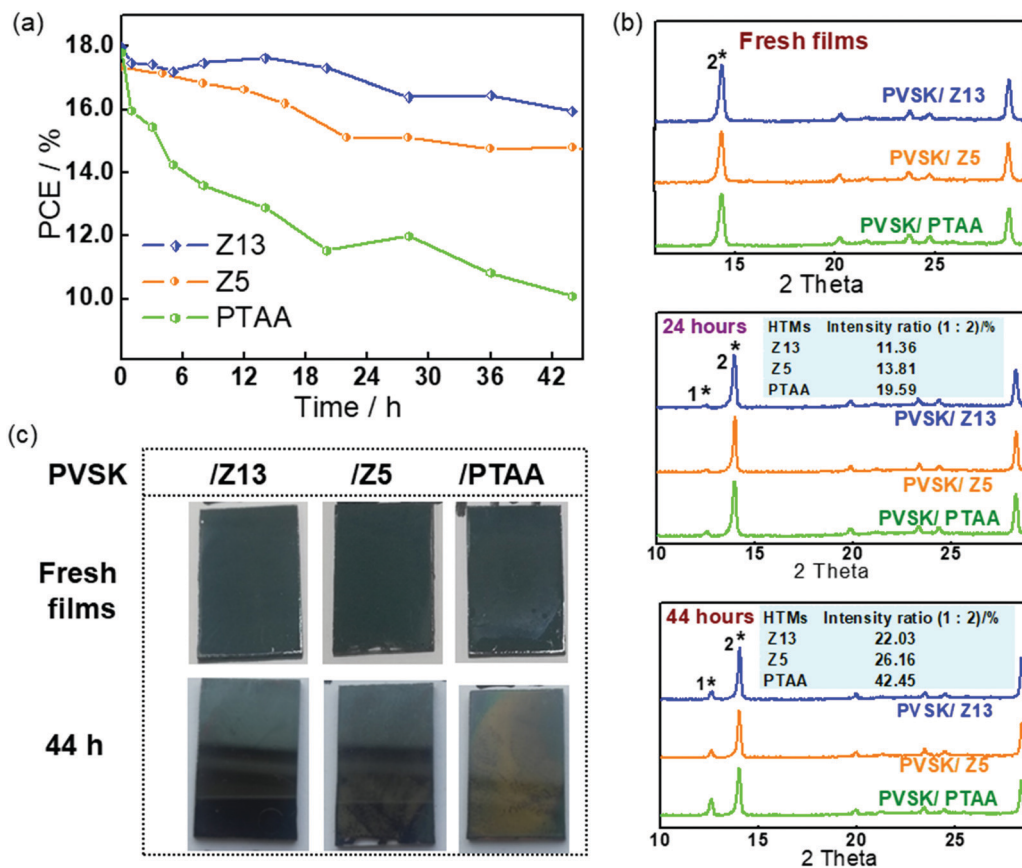 (a)
PCE / %
18.0
16.0
14.0
12.0
10.0
Z13
Z5
PTAA
0 6 12 18 24 30 36 42
Time / h
(b)
Fresh films
2*
PVSK/ Z13
PVSK/ Z5
PVSK/ PTAA
15 20 25
2 Theta
24 hours
HTMs Intensity ratio (1 : 2)/%
Z13 11.36
Z5 13.81
PTAA 19.59
1* 2*
PVSK/ Z13
PVSK/ Z5
PVSK/ PTAA
10 15 20 25
2 Theta
44 hours
HTMs Intensity ratio (1 : 2)/%
Z13 22.03
Z5 26.16
PTAA 42.45
1* 2*
PVSK/ Z13
PVSK/ Z5
PVSK/ PTAA
10 15 20 25
2 Theta
(c)
PVSK /Z13 /Z5 /PTAA
Fresh
films
44 h